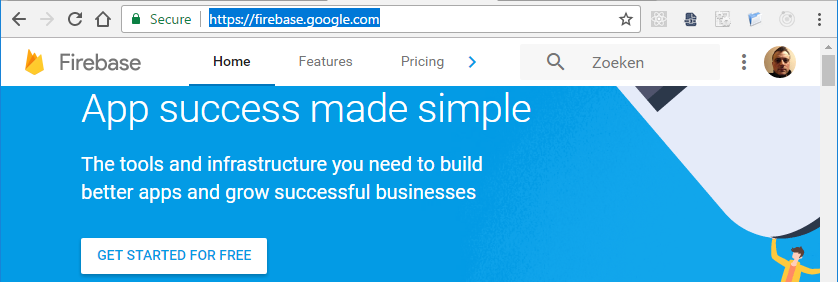 Secure https://firebase.google.com
Firebase Home Features Pricing Zoeken
App success made simple
The tools and infrastructure you need to build
better apps and grow successful businesses
GET STARTED FOR FREE